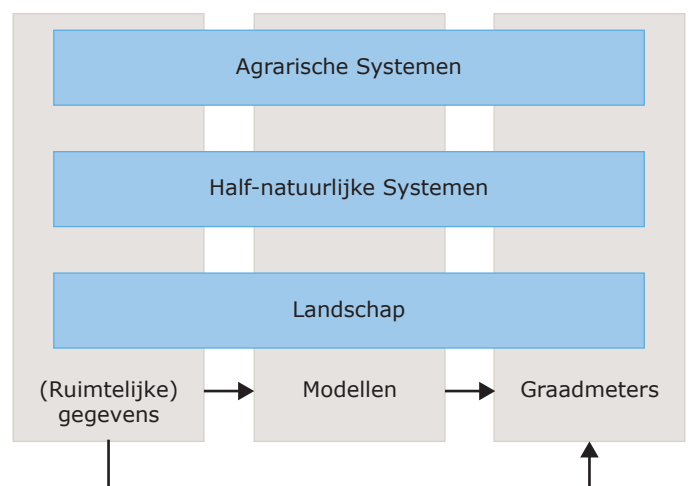 Agrarische Systemen
Half-natuurlijke Systemen
Landschap
(Ruimtelijke)
gegevens
Modellen
Graadmeters